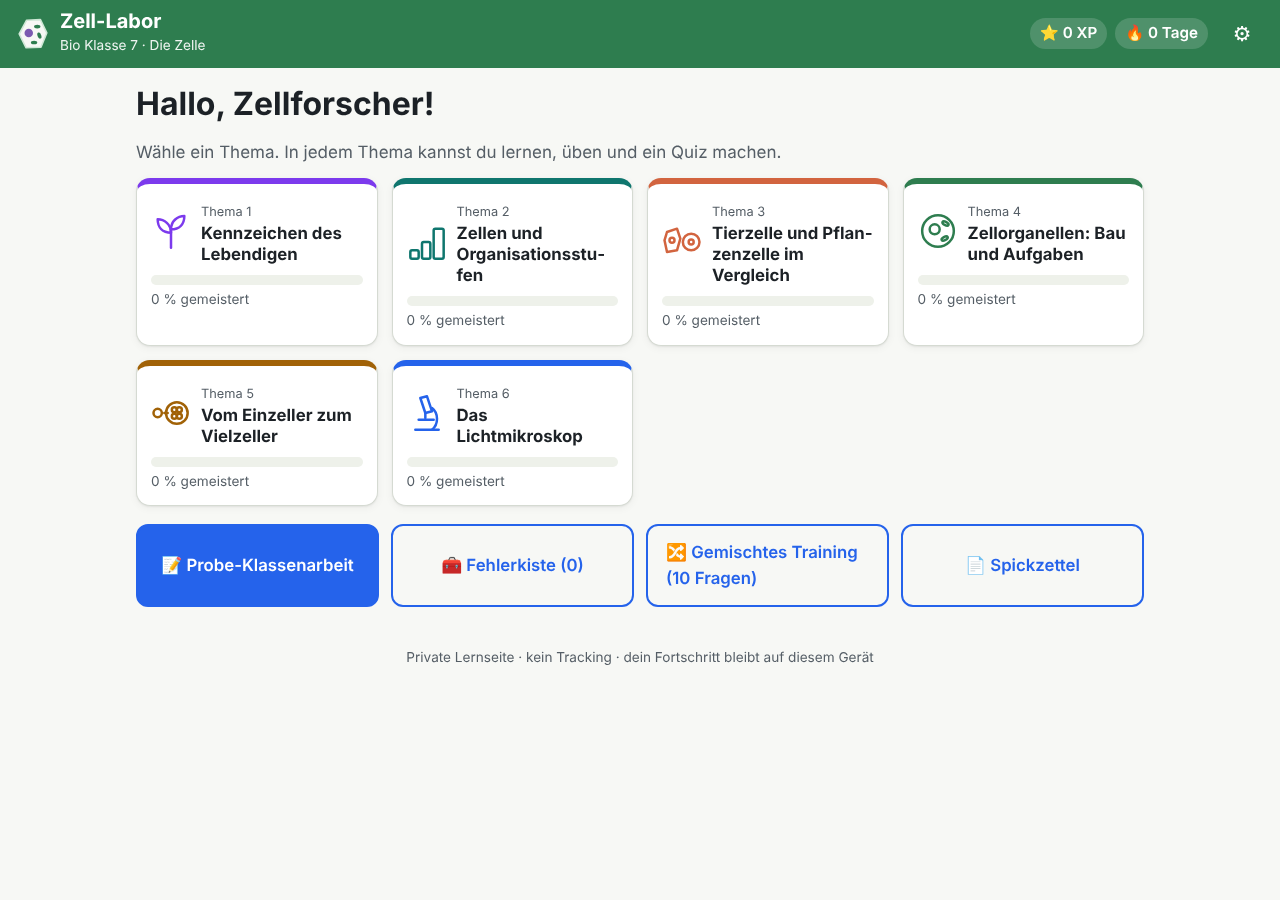 Zell-Labor
Bio Klasse 7 · Die Zelle
⭐ 0 XP
🔥 0 Tage
⚙
Hallo, Zellforscher!
Wähle ein Thema. In jedem Thema kannst du lernen, üben und ein Quiz machen.
Thema 1
Kennzeichen des
Lebendigen
0 % gemeistert
Thema 2
Zellen und
Organisationsstu-
fen
0 % gemeistert
Thema 3
Tierzelle und Pflan-
zenzelle im
Vergleich
0 % gemeistert
Thema 4
Zellorganellen: Bau
und Aufgaben
0 % gemeistert
Thema 5
Vom Einzeller zum
Vielzeller
0 % gemeistert
Thema 6
Das
Lichtmikroskop
0 % gemeistert
📝 Probe-Klassenarbeit
🧰 Fehlerkiste (0)
🔀 Gemischtes Training
(10 Fragen)
📄 Spickzettel
Private Lernseite · kein Tracking · dein Fortschritt bleibt auf diesem Gerät